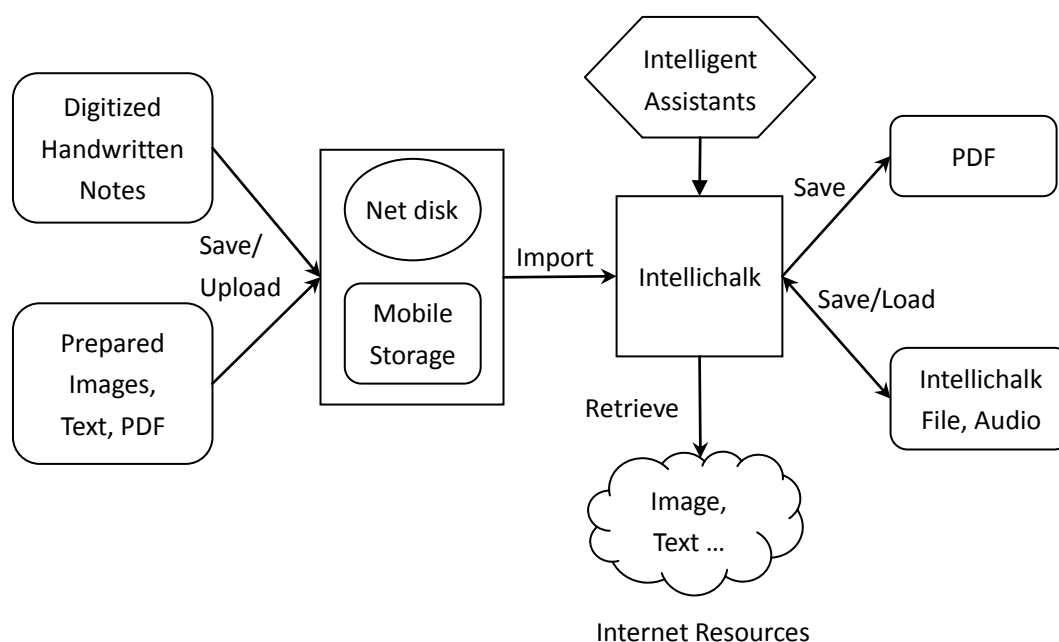 Digitized
Handwritten
Notes
Prepared
Images,
Text, PDF
Save/
Upload
Net disk
Mobile
Storage
Import
Intelligent
Assistants
Intellichalk
Retrieve
Image,
Text ...
Internet Resources
Save
PDF
Save/Load
Intellichalk
File, Audio